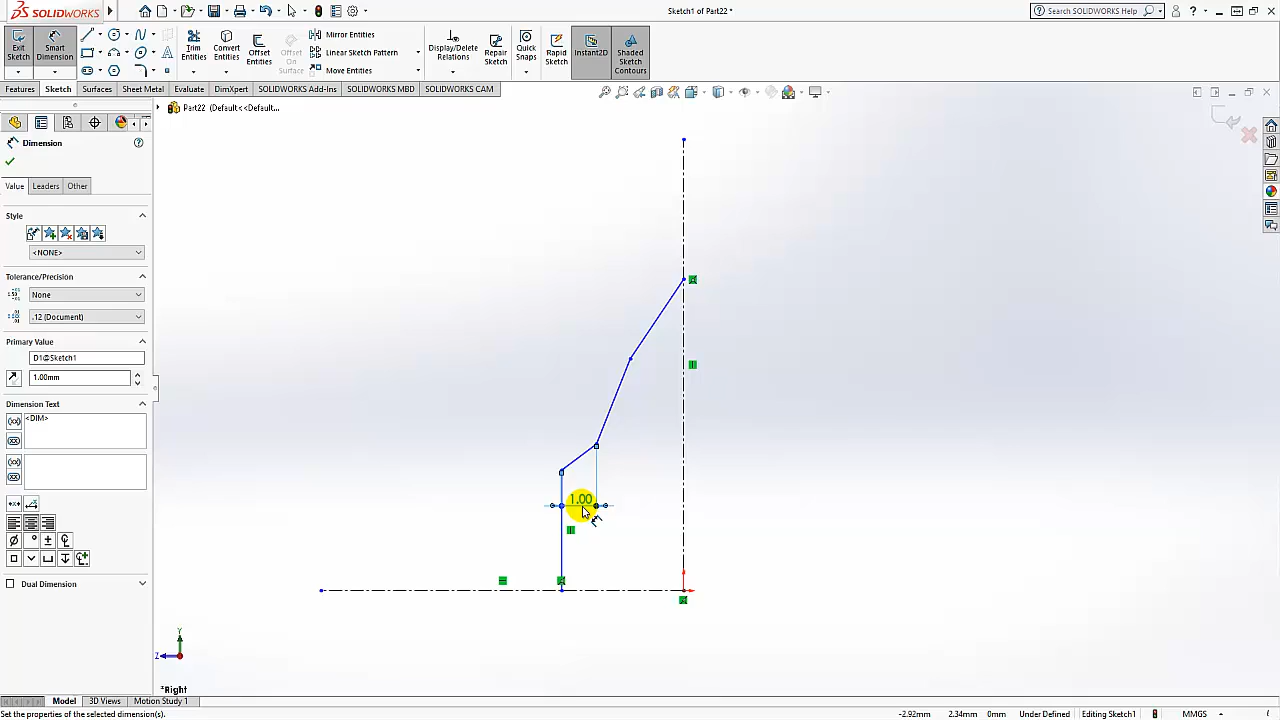 SOLIDWORKS
Sketch1 of Part22 *
Search SOLIDWORKS Help
Exit Sketch
Smart Dimension
Trim Entities
Convert Entities
Offset Entities
Offset On Surface
Mirror Entities
Linear Sketch Pattern
Move Entities
Display/Delete Relations
Repair Sketch
Quick Snaps
Rapid Sketch
Instant2D
Shaded Sketch Contours
Features
Sketch
Surfaces
Sheet Metal
Evaluate
DimXpert
SOLIDWORKS Add-Ins
SOLIDWORKS MBD
SOLIDWORKS CAM
Part22 (Default<<Default...
Dimension
Value
Leaders
Other
Style
<NONE>
Tolerance/Precision
None
.12 (Document)
Primary Value
D1@Sketch1
1.00mm
Dimension Text
<DIM>
Dual Dimension
1.00
Y
Z
*Right
Model
3D Views
Motion Study 1
Set the properties of the selected dimension(s).
-2.92mm
2.34mm
0mm
Under Defined
Editing Sketch1
MMGS